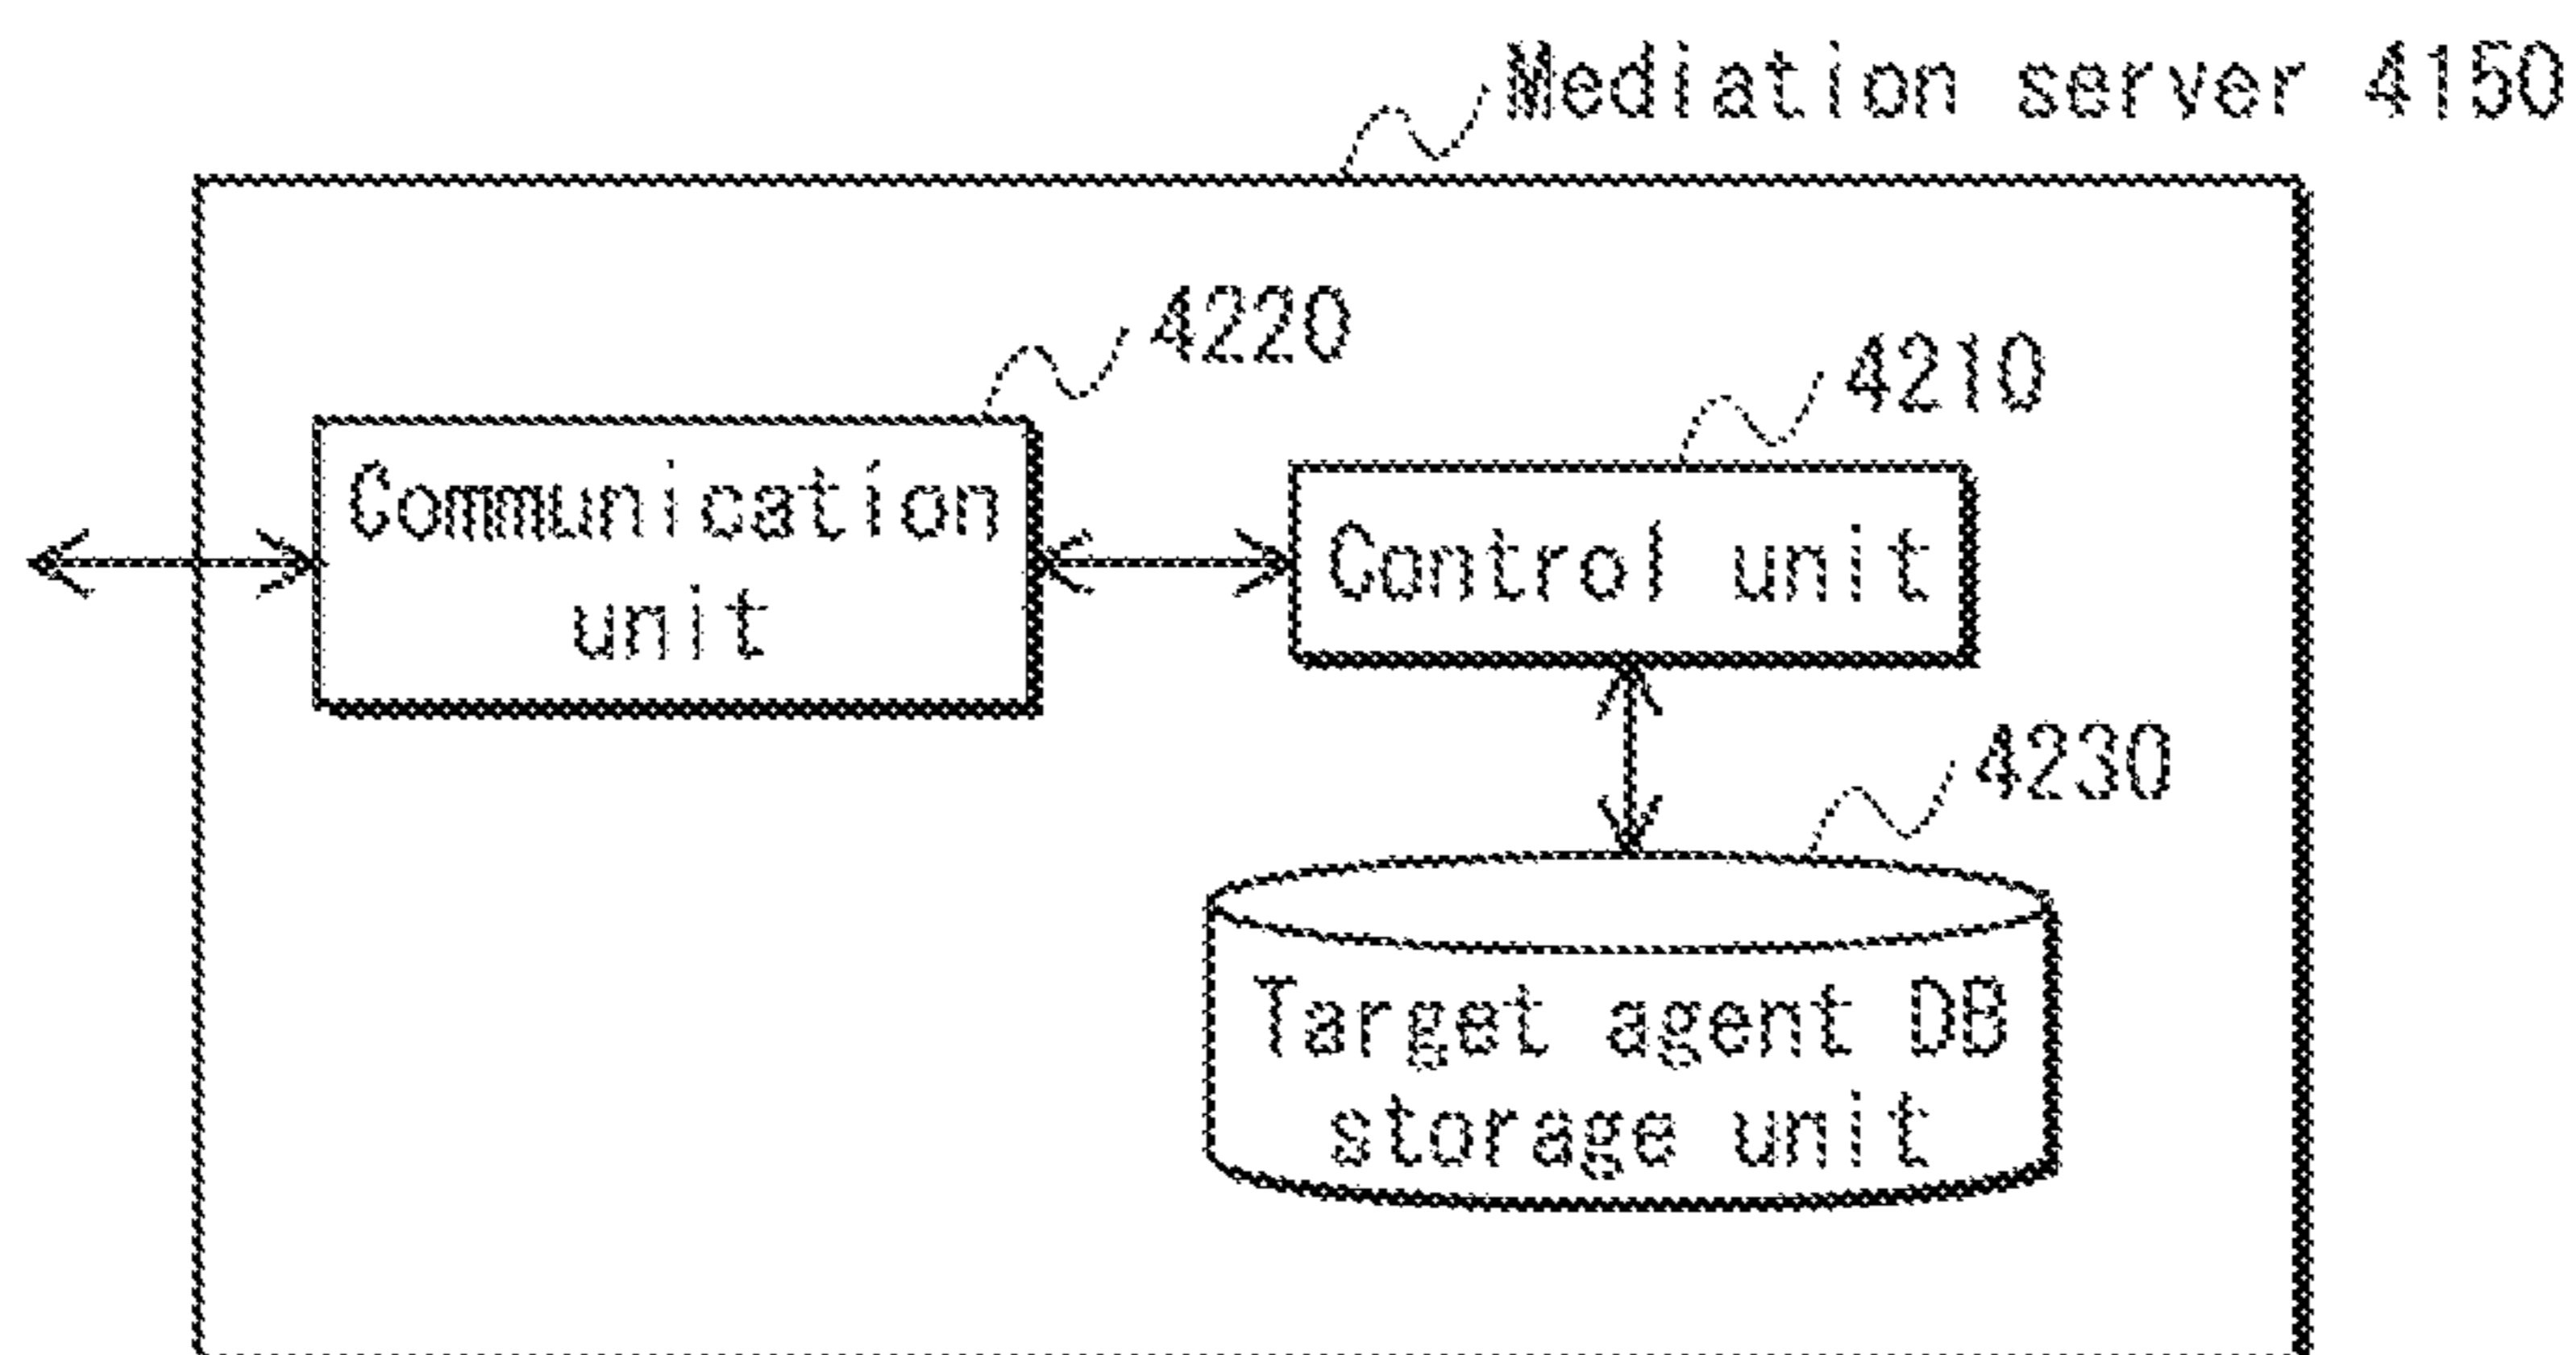 Mediation server 4150
4220
4210
Communication
unit
Control unit
4230
Target agent DB
storage unit